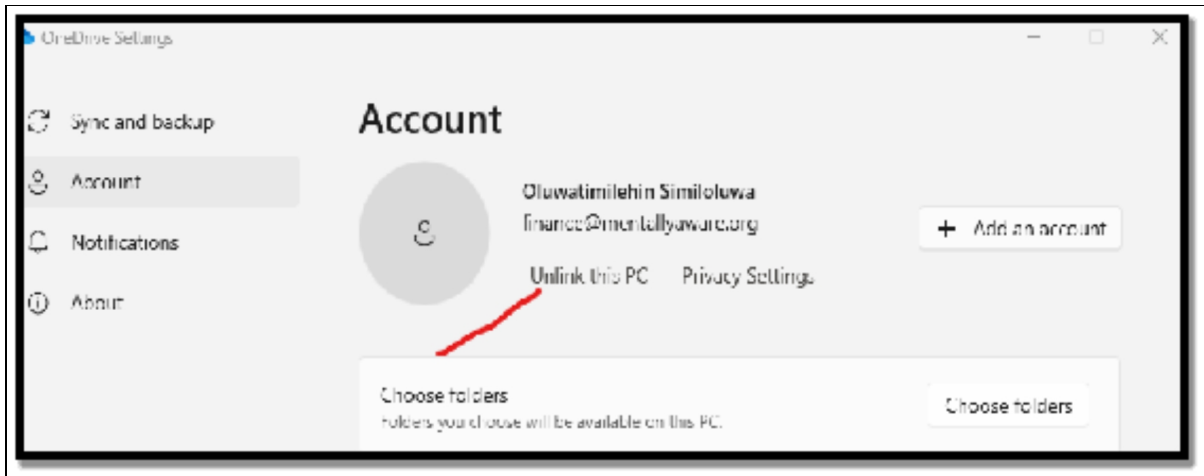 OneDrive Settings
Sync and backup
Account
Notifications
About
Account
Oluwatimilehin Similoluwa
finance@mentallyaware.org
+ Add an account
Unlink this PC Privacy Settings
Choose folders
Folders you choose will be available on this PC.
Choose folders